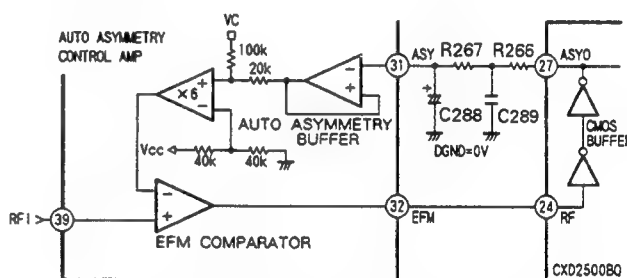 VC
AUTO ASYMMETRY
CONTROL AMP
100k
20k
×6
+
−
−
+
AUTO ASYMMETRY
BUFFER
Vcc
40k
40k
31
ASY
R267
R266
27
ASYO
+
C288
C289
DGND=0V
CMOS
BUFFER
−
+
EFM COMPARATOR
RFI
39
32
EFM
24
RF
CXD2500BQ